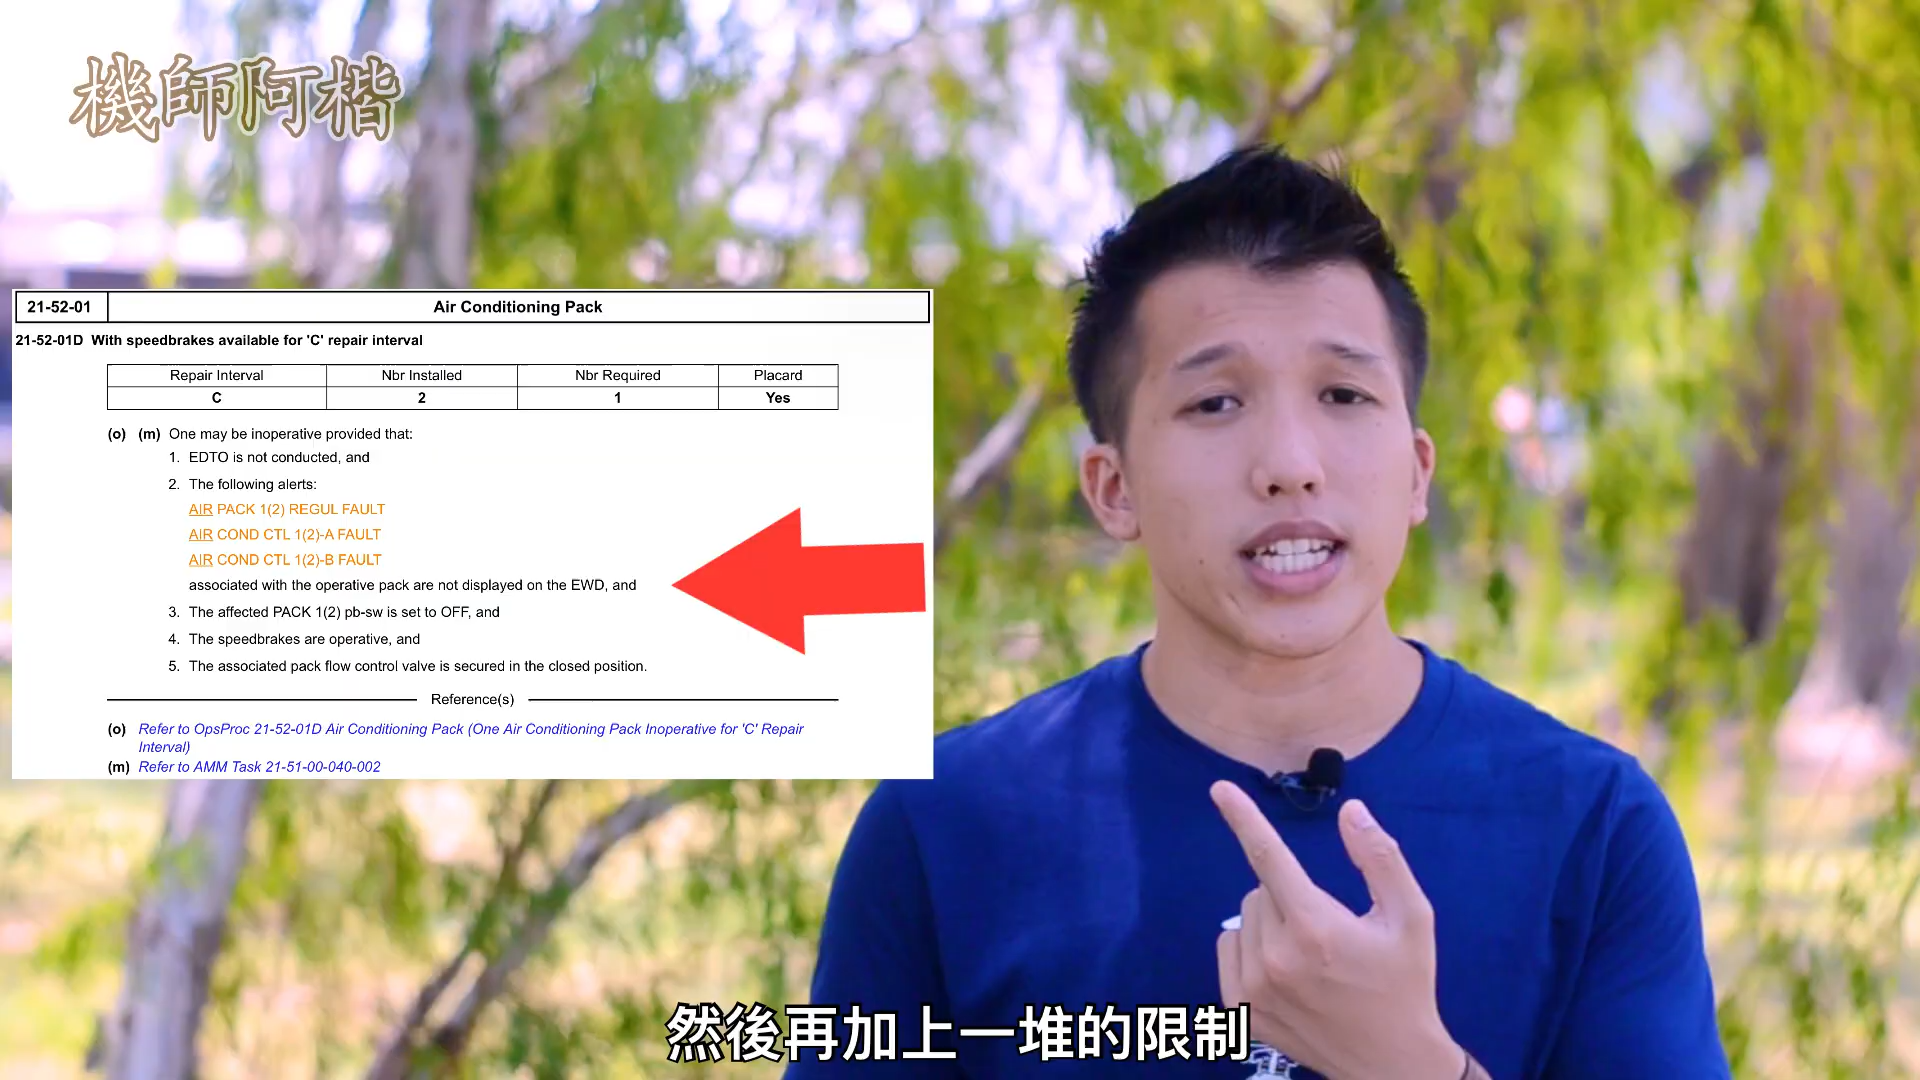 機師阿楷
21-52-01
Air Conditioning Pack
21-52-01D With speedbrakes available for 'C' repair interval
Repair Interval Nbr Installed Nbr Required Placard
C 2 1 Yes
(o) (m) One may be inoperative provided that:
1. EDTO is not conducted, and
2. The following alerts:
AIR PACK 1(2) REGUL FAULT
AIR COND CTL 1(2)-A FAULT
AIR COND CTL 1(2)-B FAULT
associated with the operative pack are not displayed on the EWD, and
3. The affected PACK 1(2) pb-sw is set to OFF, and
4. The speedbrakes are operative, and
5. The associated pack flow control valve is secured in the closed position.
Reference(s)
(o) Refer to OpsProc 21-52-01D Air Conditioning Pack (One Air Conditioning Pack Inoperative for 'C' Repair
Interval)
(m) Refer to AMM Task 21-51-00-040-002
然後再加上一堆的限制